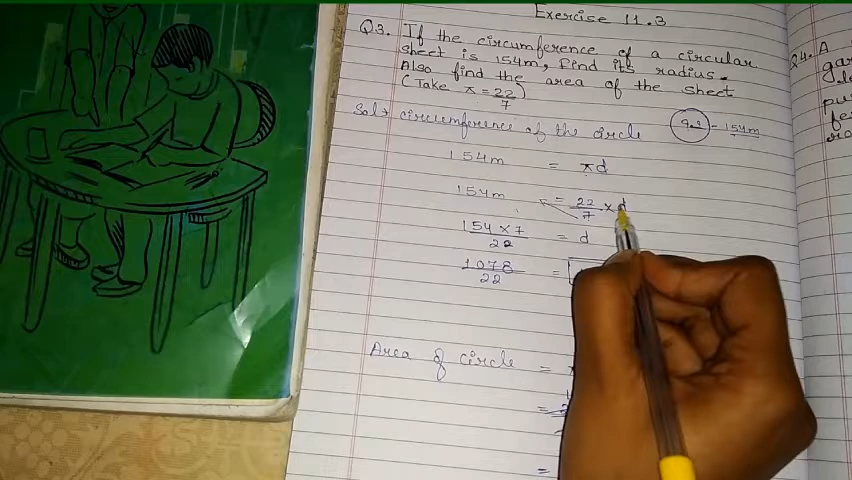 Exercise 11.3
Q3. If the circumference of a circular
sheet is 154m, find its radius.
Also find the area of the sheet
(Take π = 22/7)
Sol → circumference of the circle
= 154m
154m = πd
154m = 22/7 × d
154 × 7/22 = d
1078/22 =
Area of circle =
=
=
Q4. A